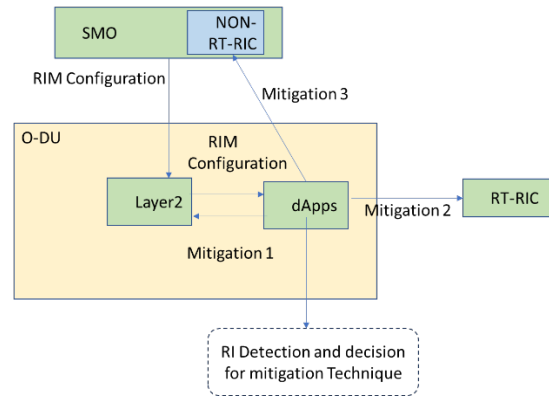 SMO
NON-
RT-RIC
RIM Configuration
Mitigation 3
O-DU
RIM
Configuration
Layer2
dApps
Mitigation 2
RT-RIC
Mitigation 1
RI Detection and decision
for mitigation Technique